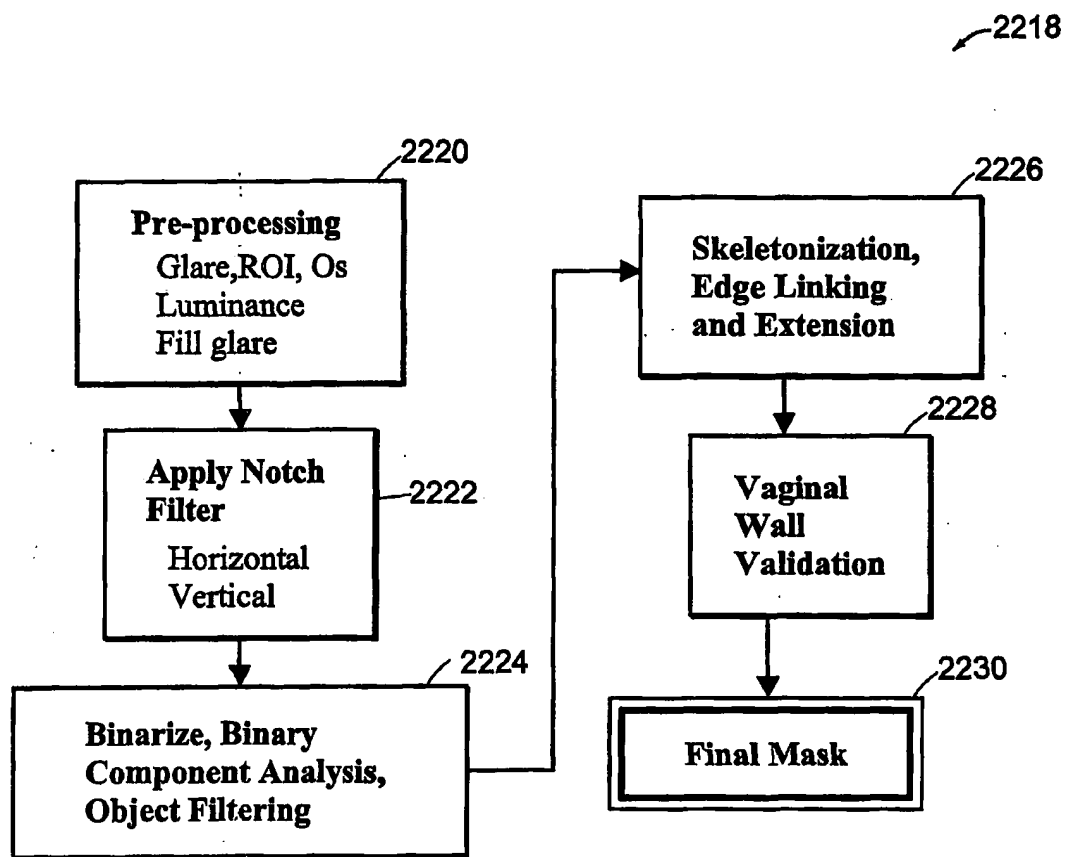 2218
2220
Pre-processing
Glare,ROI, Os
Luminance
Fill glare
2222
Apply Notch
Filter
Horizontal
Vertical
2224
Binarize, Binary
Component Analysis,
Object Filtering
2226
Skeletonization,
Edge Linking
and Extension
2228
Vaginal
Wall
Validation
2230
Final Mask